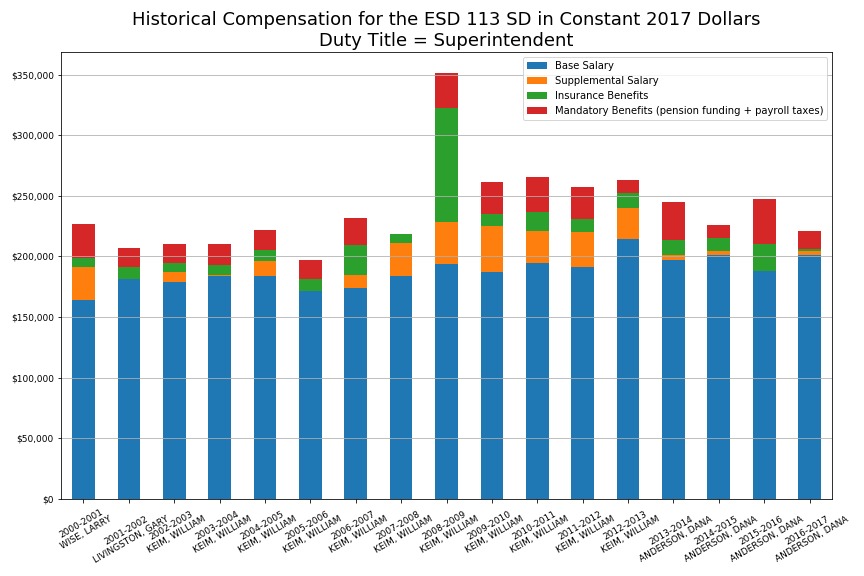 Historical Compensation for the ESD 113 SD in Constant 2017 Dollars
Duty Title = Superintendent
Base Salary
Supplemental Salary
Insurance Benefits
Mandatory Benefits (pension funding + payroll taxes)
$350,000
$300,000
$250,000
$200,000
$150,000
$100,000
$50,000
$0
2000-2001
WISE, LARRY
2001-2002
LIVINGSTON, GARY
2002-2003
KEIM, WILLIAM
2003-2004
KEIM, WILLIAM
2004-2005
KEIM, WILLIAM
2005-2006
KEIM, WILLIAM
2006-2007
KEIM, WILLIAM
2007-2008
KEIM, WILLIAM
2008-2009
KEIM, WILLIAM
2009-2010
KEIM, WILLIAM
2010-2011
KEIM, WILLIAM
2011-2012
KEIM, WILLIAM
2012-2013
KEIM, WILLIAM
2013-2014
ANDERSON, DANA
2014-2015
ANDERSON, DANA
2015-2016
ANDERSON, DANA
2016-2017
ANDERSON, DANA